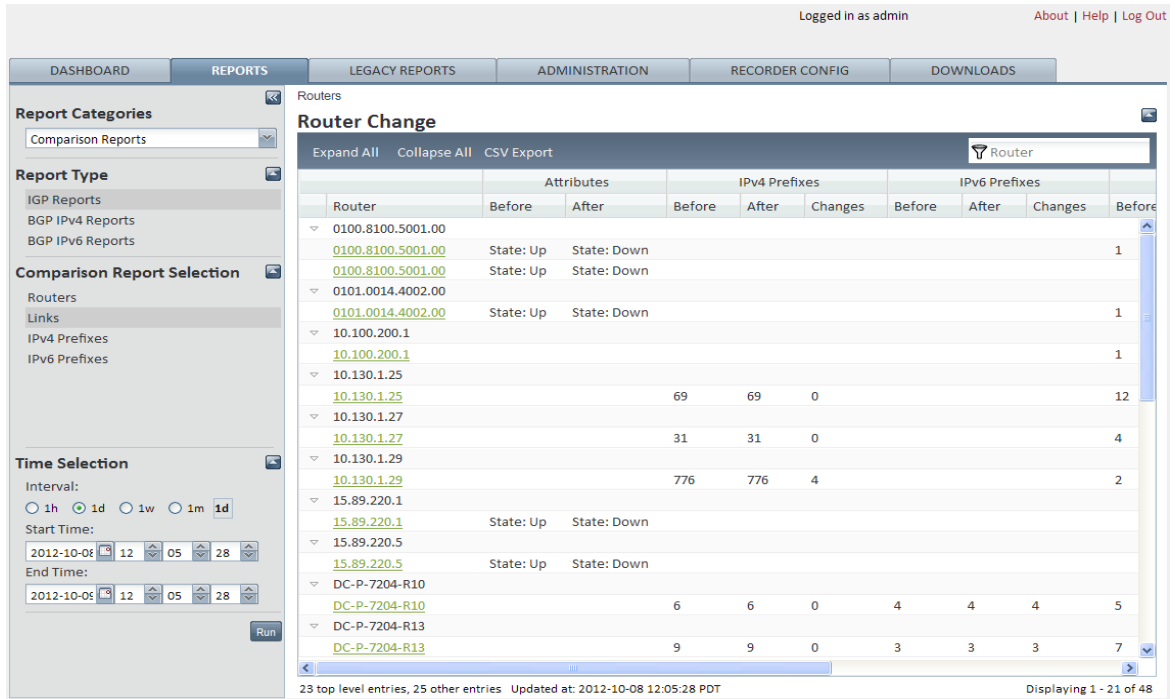 Logged in as admin About | Help | Log Out
DASHBOARD REPORTS LEGACY REPORTS ADMINISTRATION RECORDER CONFIG DOWNLOADS
Report Categories
Comparison Reports
Report Type
IGP Reports
BGP IPv4 Reports
BGP IPv6 Reports
Comparison Report Selection
Routers
Links
IPv4 Prefixes
IPv6 Prefixes
Time Selection
Interval:
1h 1d 1w 1m 1d
Start Time:
2012-10-08 12 05 28
End Time:
2012-10-09 12 05 28
Run
Routers
Router Change
Expand All Collapse All CSV Export Router
Attributes IPv4 Prefixes IPv6 Prefixes
Router Before After Before After Changes Before After Changes Before
0100.8100.5001.00
0100.8100.5001.00 State: Up State: Down 1
0100.8100.5001.00 State: Up State: Down
0101.0014.4002.00
0101.0014.4002.00 State: Up State: Down 1
10.100.200.1
10.100.200.1 1
10.130.1.25
10.130.1.25 69 69 0 12
10.130.1.27
10.130.1.27 31 31 0 4
10.130.1.29
10.130.1.29 776 776 4 2
15.89.220.1
15.89.220.1 State: Up State: Down
15.89.220.5
15.89.220.5 State: Up State: Down
DC-P-7204-R10
DC-P-7204-R10 6 6 0 4 4 4 5
DC-P-7204-R13
DC-P-7204-R13 9 9 0 3 3 3 7
23 top level entries, 25 other entries Updated at: 2012-10-08 12:05:28 PDT Displaying 1 - 21 of 48